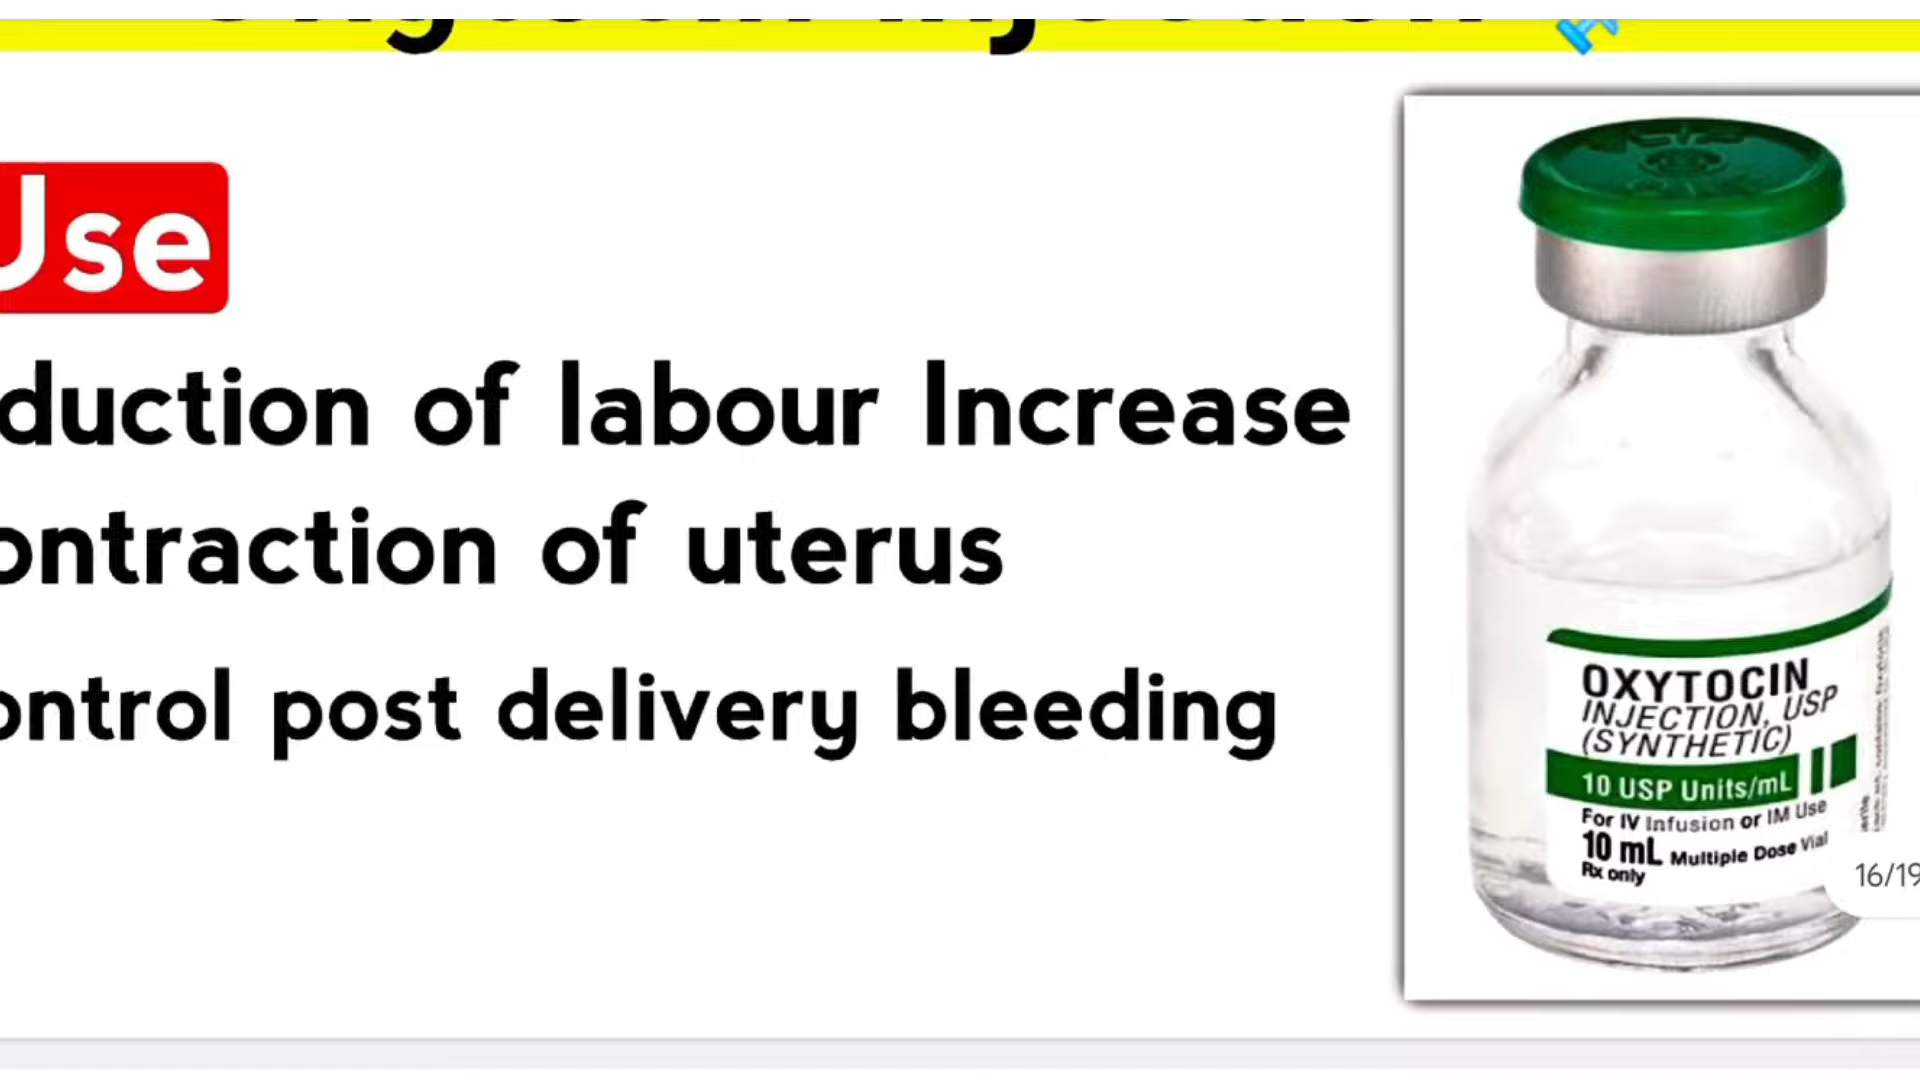 Use
duction of labour Increase
ontraction of uterus
ontrol post delivery bleeding
OXYTOCIN
INJECTION, USP
(SYNTHETIC)
10 USP Units/mL
For IV Infusion or IM Use
10 mL Multiple Dose Vial
Rx only
16/19